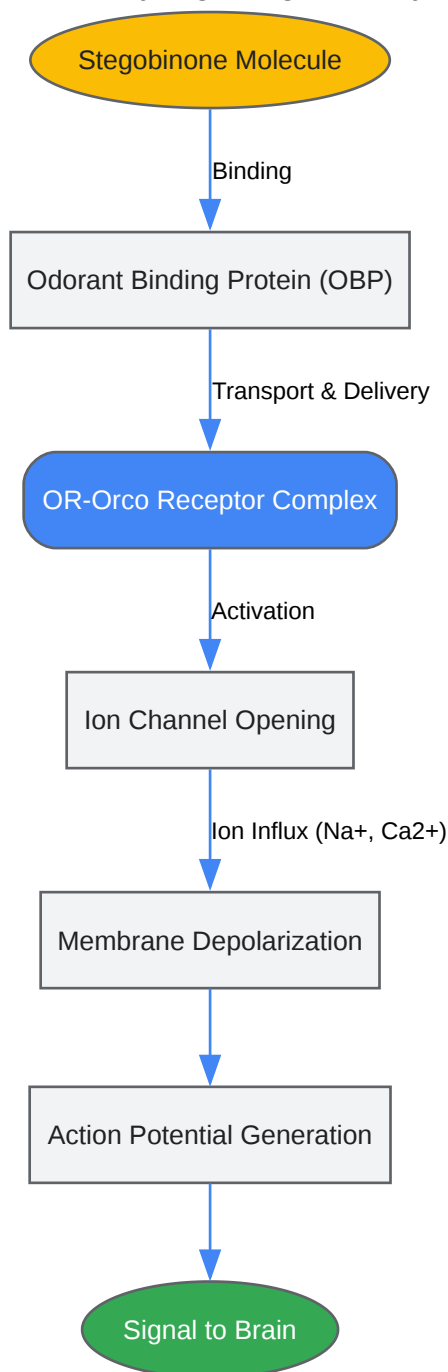 Stegobinone Molecule
Binding
Odorant Binding Protein (OBP)
Transport & Delivery
OR-Orco Receptor Complex
Activation
Ion Channel Opening
Ion Influx (Na+, Ca2+)
Membrane Depolarization
Action Potential Generation
Signal to Brain